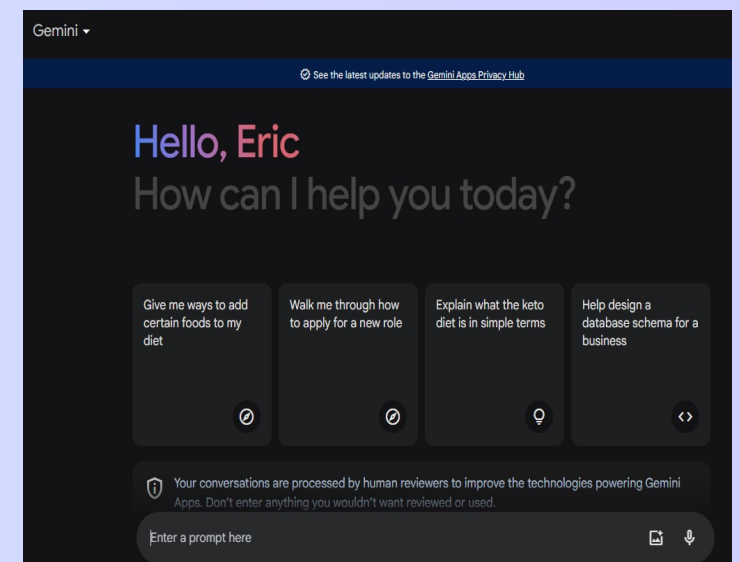 Gemini
See the latest updates to the Gemini Apps Privacy Hub
Hello, Eric
How can I help you today?
Give me ways to add
certain foods to my
diet
Walk me through how
to apply for a new role
Explain what the keto
diet is in simple terms
Help design a
database schema for a
business
Your conversations are processed by human reviewers to improve the technologies powering Gemini
Apps. Don't enter anything you wouldn't want reviewed or used.
Enter a prompt here